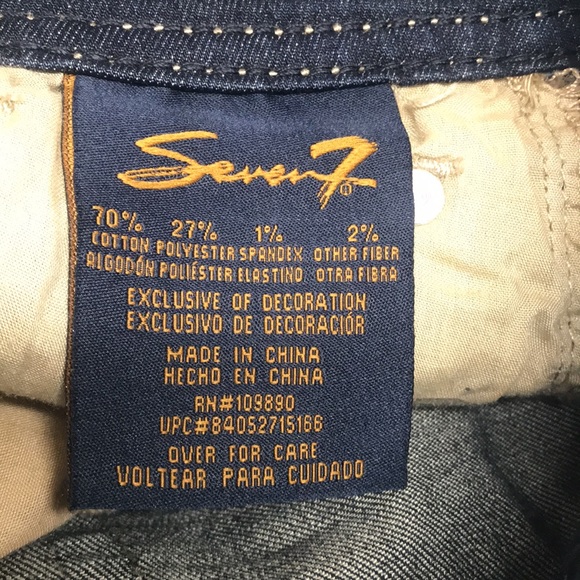 Seven7
70% 27% 1% 2%
COTTON POLYESTER SPANDEX OTHER FIBER
ALGODÓN POLIÉSTER ELASTINO OTRA FIBRA
EXCLUSIVE OF DECORATION
EXCLUSIVO DE DECORACIÓR
MADE IN CHINA
HECHO EN CHINA
RN#109890
UPC#84052715166
OVER FOR CARE
VOLTEAR PARA CUIDADO